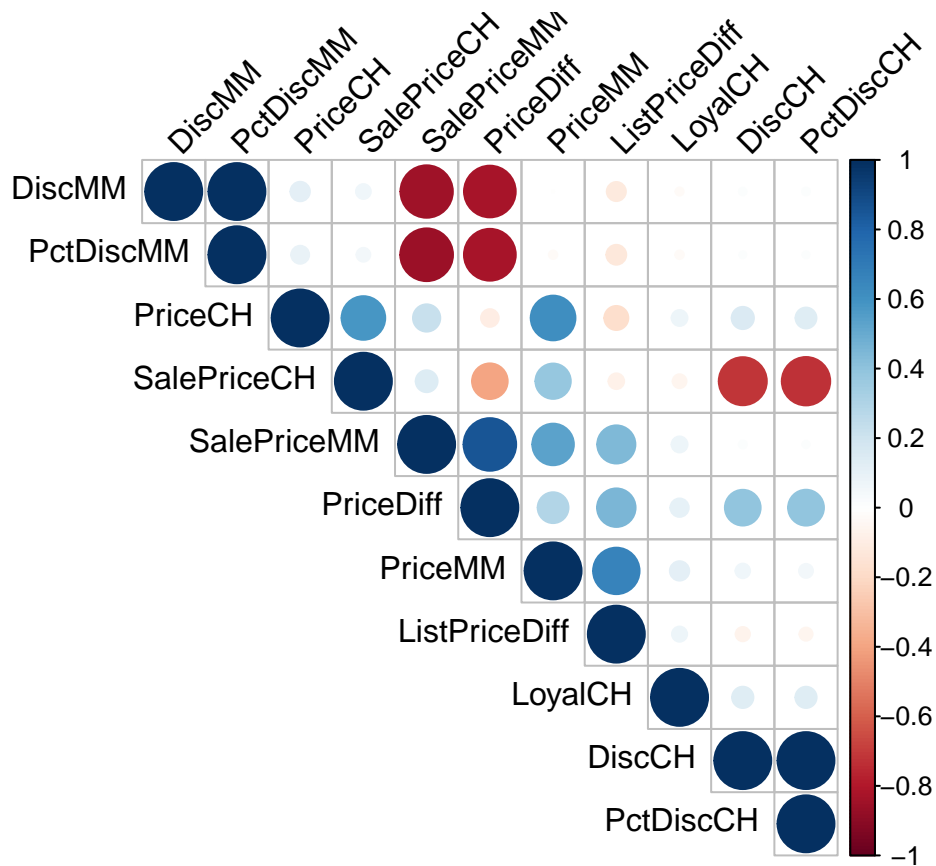 DiscMM
PctDiscMM
PriceCH
SalePriceCH
SalePriceMM
PriceDiff
PriceMM
ListPriceDiff
LoyalCH
DiscCH
PctDiscCH
DiscMM
PctDiscMM
PriceCH
SalePriceCH
SalePriceMM
PriceDiff
PriceMM
ListPriceDiff
LoyalCH
DiscCH
PctDiscCH
1
0.8
0.6
0.4
0.2
0
−0.2
−0.4
−0.6
−0.8
−1